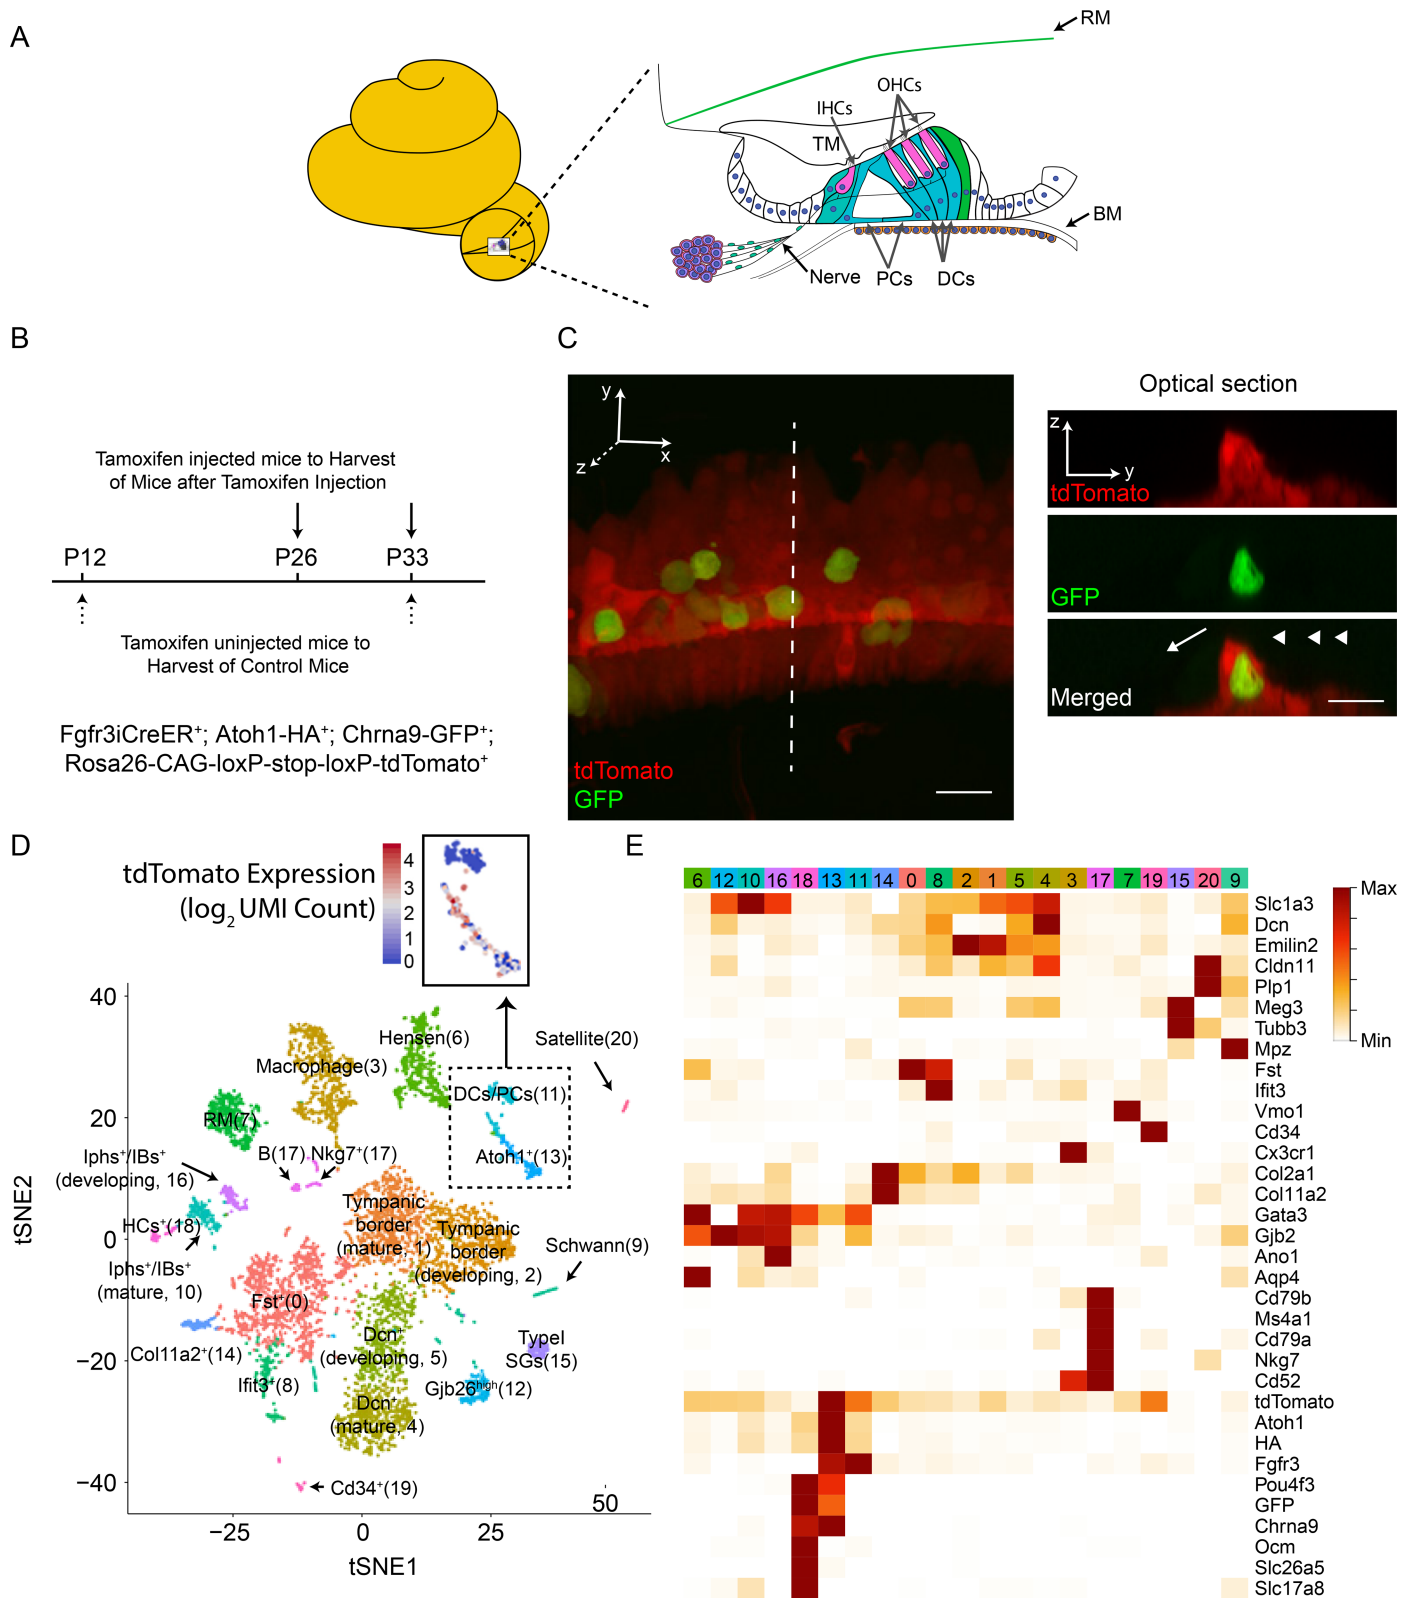 A
RM
OHCs
IHCs
TM
BM
Nerve
PCs
DCs
B
Tamoxifen injected mice to Harvest
of Mice after Tamoxifen Injection
P12
P26
P33
Tamoxifen uninjected mice to
Harvest of Control Mice
Fgfr3iCreER⁺; Atoh1-HA⁺; Chrna9-GFP⁺;
Rosa26-CAG-loxP-stop-loxP-tdTomato⁺
C
y
x
z
tdTomato
GFP
Optical section
z
y
tdTomato
GFP
Merged
D
tdTomato Expression
(log₂ UMI Count)
4
3
2
1
0
tSNE2
40
20
0
−20
−40
−25
0
25
50
tSNE1
Hensen(6)
Macrophage(3)
Satellite(20)
DCs/PCs(11)
RM(7)
Atoh1⁺(13)
B(17)
Nkg7⁺(17)
Iphs⁺/IBs⁺
(developing, 16)
HCs⁺(18)
Iphs⁺/IBs⁺
(mature, 10)
Tympanic
border
(mature, 1)
Tympanic
border
(developing, 2)
Schwann(9)
Fst⁺(0)
Col11a2⁺(14)
Dcn⁺
(developing, 5)
TypeI
SGs(15)
Ifit3⁺(8)
Gjb26ʰⁱᵍʰ(12)
Dcn⁺
(mature, 4)
Cd34⁺(19)
E
6 12 10 16 18 13 11 14 0 8 2 1 5 4 3 17 7 19 15 20 9
Slc1a3
Dcn
Emilin2
Cldn11
Plp1
Meg3
Tubb3
Mpz
Fst
Ifit3
Vmo1
Cd34
Cx3cr1
Col2a1
Col11a2
Gata3
Gjb2
Ano1
Aqp4
Cd79b
Ms4a1
Cd79a
Nkg7
Cd52
tdTomato
Atoh1
HA
Fgfr3
Pou4f3
GFP
Chrna9
Ocm
Slc26a5
Slc17a8
Max
Min